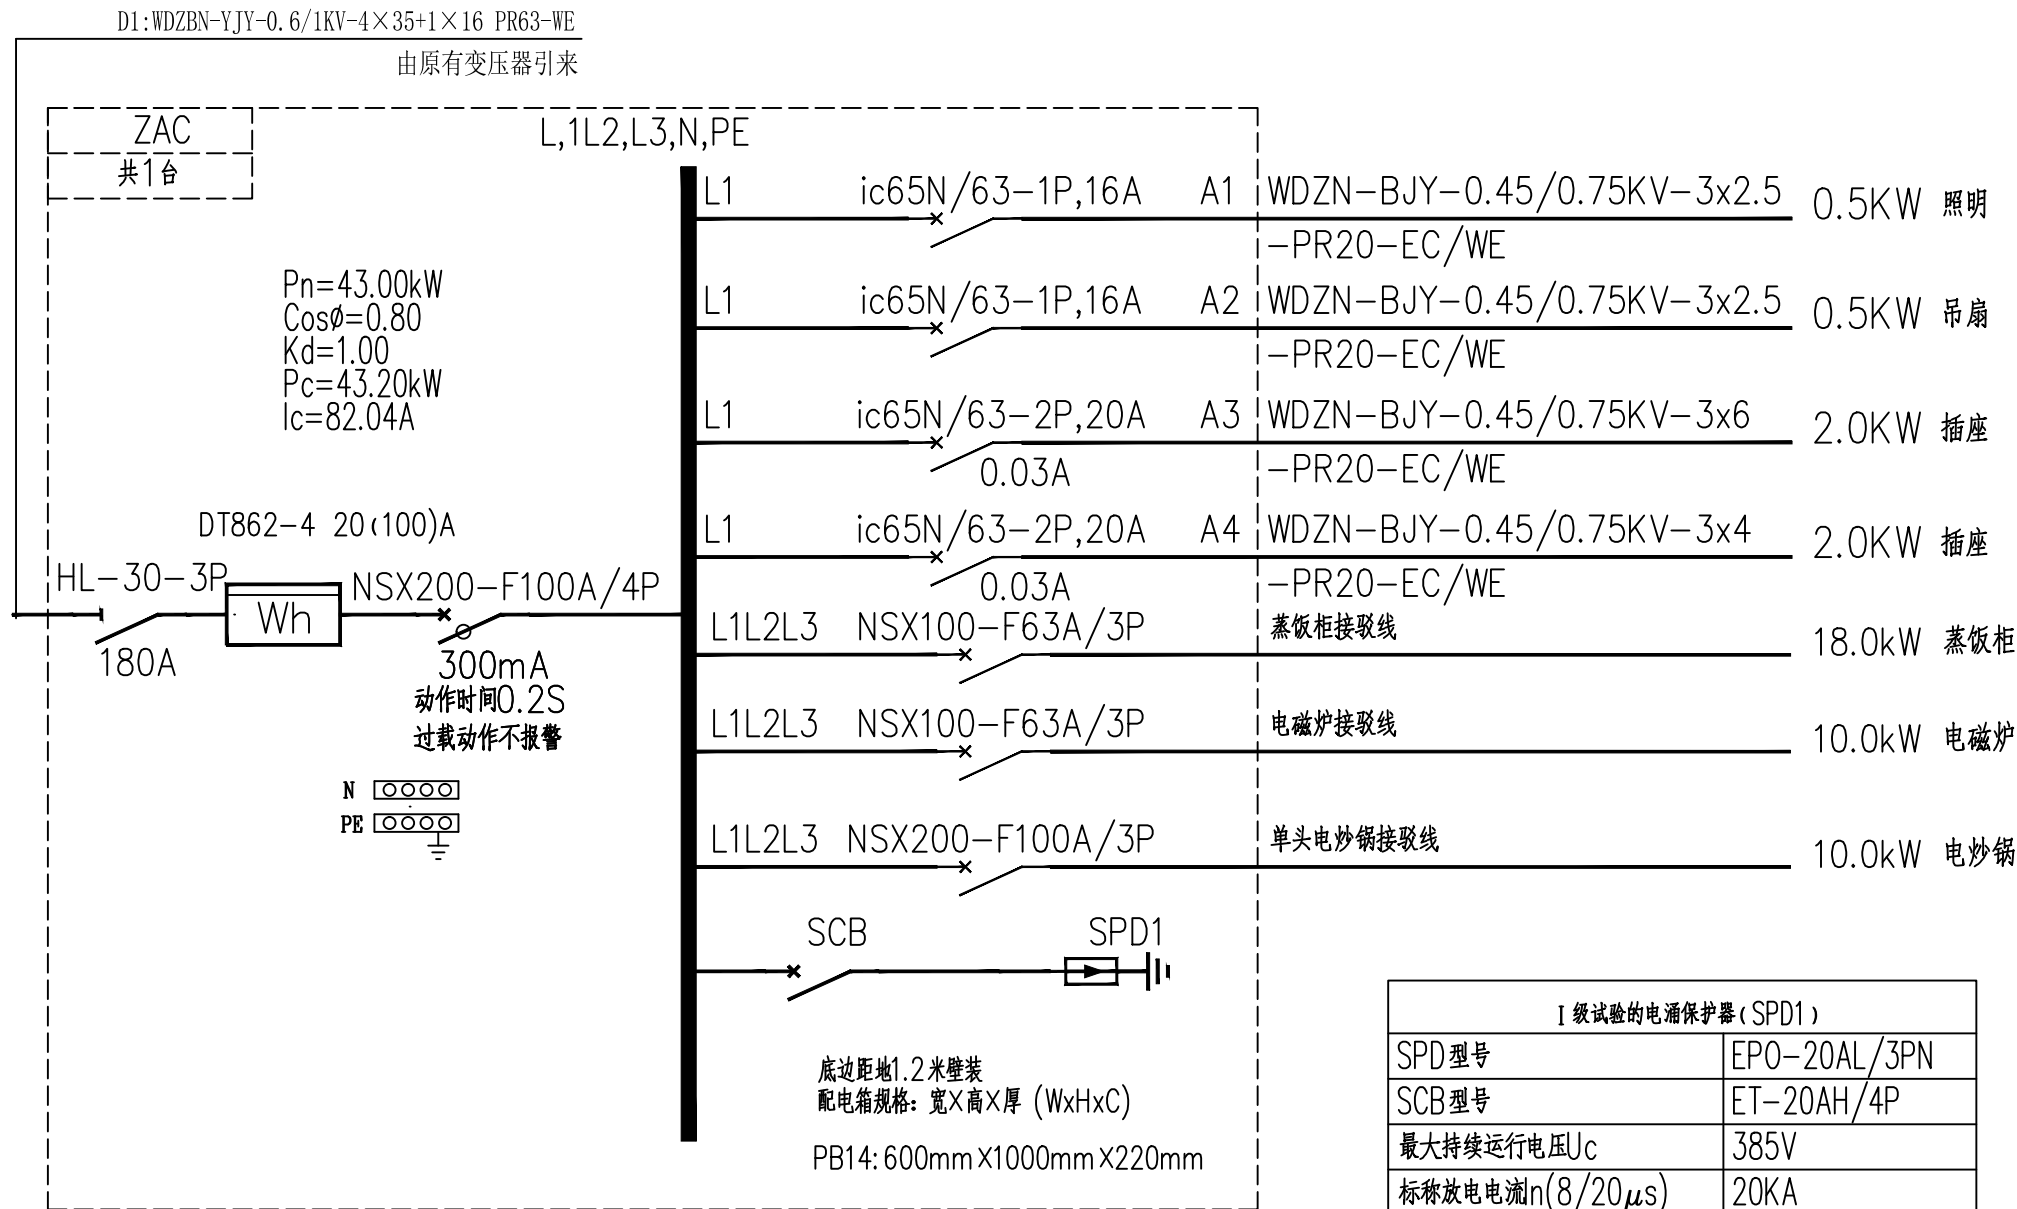 D1:WDZBN-YJY-0.6/1KV-4×35+1×16 PR63-WE
由原有变压器引来
ZAC
共1台
L,1L2,L3,N,PE
Pn=43.00kW
CosØ=0.80
Kd=1.00
Pc=43.20kW
Ic=82.04A
DT862-4 20(100)A
HL-30-3P
Wh
NSX200-F100A/4P
180A
300mA
动作时间0.2S
过载动作不报警
N
PE
L1 ic65N/63-1P,16A A1 WDZN-BJY-0.45/0.75KV-3x2.5 0.5KW 照明
-PR20-EC/WE
L1 ic65N/63-1P,16A A2 WDZN-BJY-0.45/0.75KV-3x2.5 0.5KW 吊扇
-PR20-EC/WE
L1 ic65N/63-2P,20A A3 WDZN-BJY-0.45/0.75KV-3x6 2.0KW 插座
0.03A -PR20-EC/WE
L1 ic65N/63-2P,20A A4 WDZN-BJY-0.45/0.75KV-3x4 2.0KW 插座
0.03A -PR20-EC/WE
L1L2L3 NSX100-F63A/3P 蒸饭柜接驳线 18.0kW 蒸饭柜
L1L2L3 NSX100-F63A/3P 电磁炉接驳线 10.0kW 电磁炉
L1L2L3 NSX200-F100A/3P 单头电炒锅接驳线 10.0kW 电炒锅
SCB SPD1
底边距地1.2米壁装
配电箱规格: 宽X高X厚 (WxHxC)
PB14: 600mm X1000mm X220mm
I 级试验的电涌保护器(SPD1)
SPD型号 EPO-20AL/3PN
SCB型号 ET-20AH/4P
最大持续运行电压Uc 385V
标称放电电流In(8/20μs) 20KA